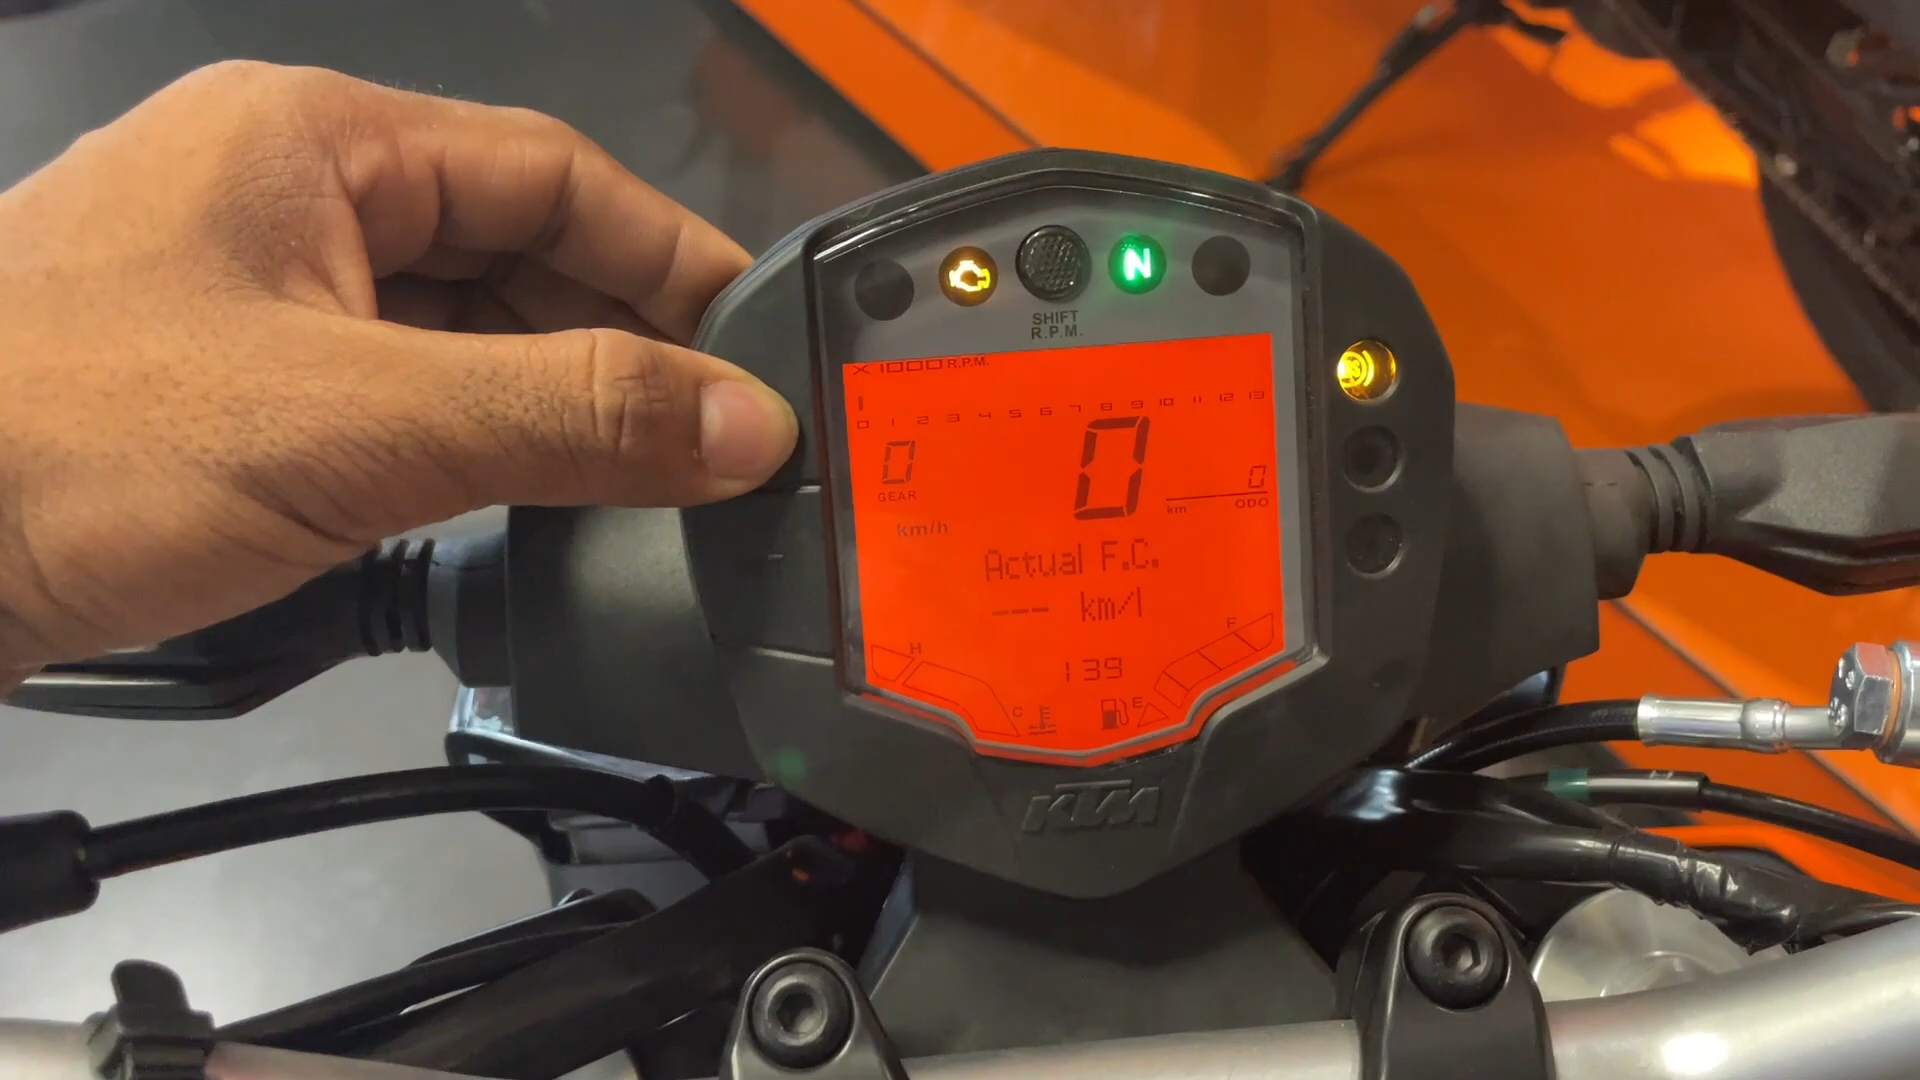 N
SHIFT
R.P.M.
X 1000 R.P.M.
0 1 2 3 4 5 6 7 8 9 10 11 12 13
0
GEAR
0
0
km ODO
km/h
Actual F.C.
--- km/l
H
F
139
C
E
KTM